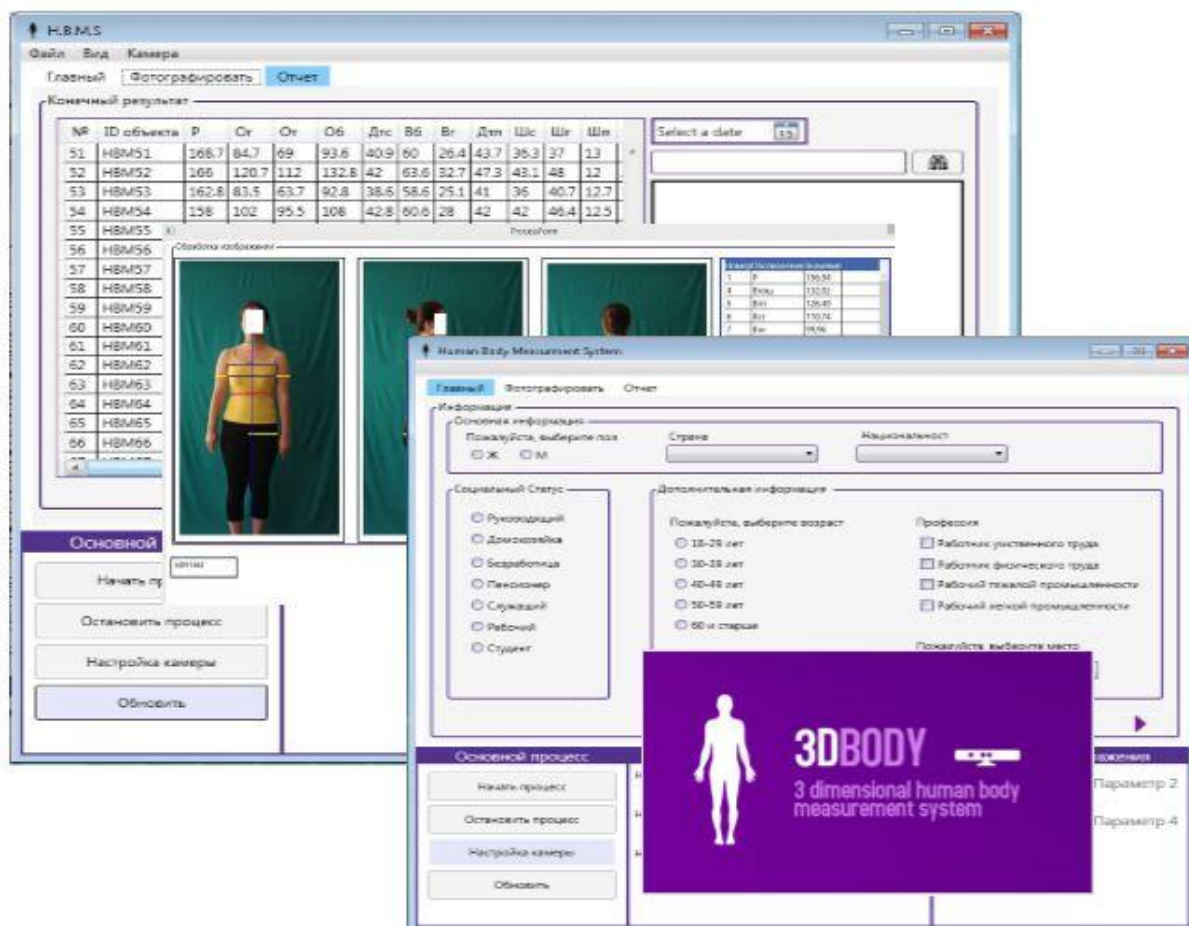 H.B.M.S
Файл Вид Камера
Главный Фотографировать Отчет
Конечный результат
№ ID объекта Р Ог От Об Дтс Вб Вг Дтп Шс Шг Шп
51 HBM51 168.7 84.7 69 93.6 40.9 60 26.4 43.7 36.3 37 13
52 HBM52 166 120.7 112 132.8 42 63.6 32.7 47.3 43.1 48 12
53 HBM53 162.8 83.5 63.7 92.8 38.6 58.6 25.1 41 36 40.7 12.7
54 HBM54 158 102 95.5 108 42.8 60.6 28 42 42 46.4 12.5
55 HBM55
56 HBM56
57 HBM57
58 HBM58
59 HBM59
60 HBM60
61 HBM61
62 HBM62
63 HBM63
64 HBM64
65 HBM65
66 HBM66
Select a date 15
Обработка изображении
Основной
Начать пр
Остановить процесс
Настройка камеры
Обновить
Human Body Measurment System
Главный Фотографировать Отчет
Информация
Основная информация
Пожалуйста, выберите пол Страна Национальност
Ж М
Социальный Статус
Руководящий
Домохозяйка
Безработица
Пенсионер
Служащий
Рабочий
Студент
Дополнительная информация
Пожалуйста, выберите возраст
18-29 лет
30-39 лет
40-49 лет
50-59 лет
60 и старше
Профессия
Работник умственного труда
Работник физического труда
Рабочий тяжелой промышленности
Рабочий легкой промышленности
Пожалуйста, выберите место
Основной процесс
Начать процесс
Остановить процесс
Настройка камеры
Обновить
3DBODY
3 dimensional human body
measurement system
Параметр 2
Параметр 4